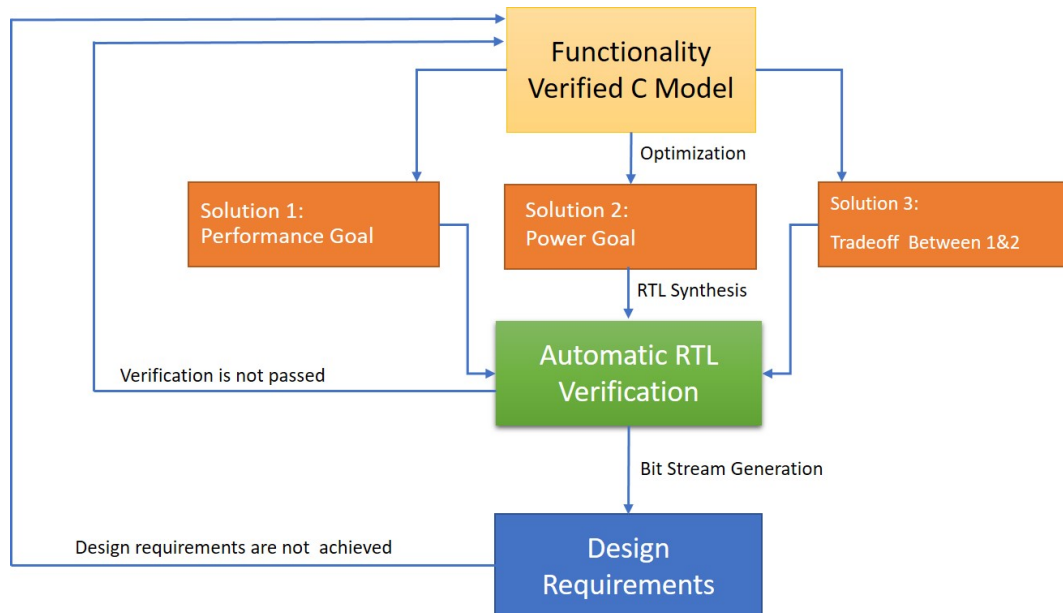 Functionality
Verified C Model
Optimization
Solution 1:
Performance Goal
Solution 2:
Power Goal
Solution 3:
Tradeoff Between 1&2
RTL Synthesis
Automatic RTL
Verification
Verification is not passed
Bit Stream Generation
Design requirements are not achieved
Design
Requirements